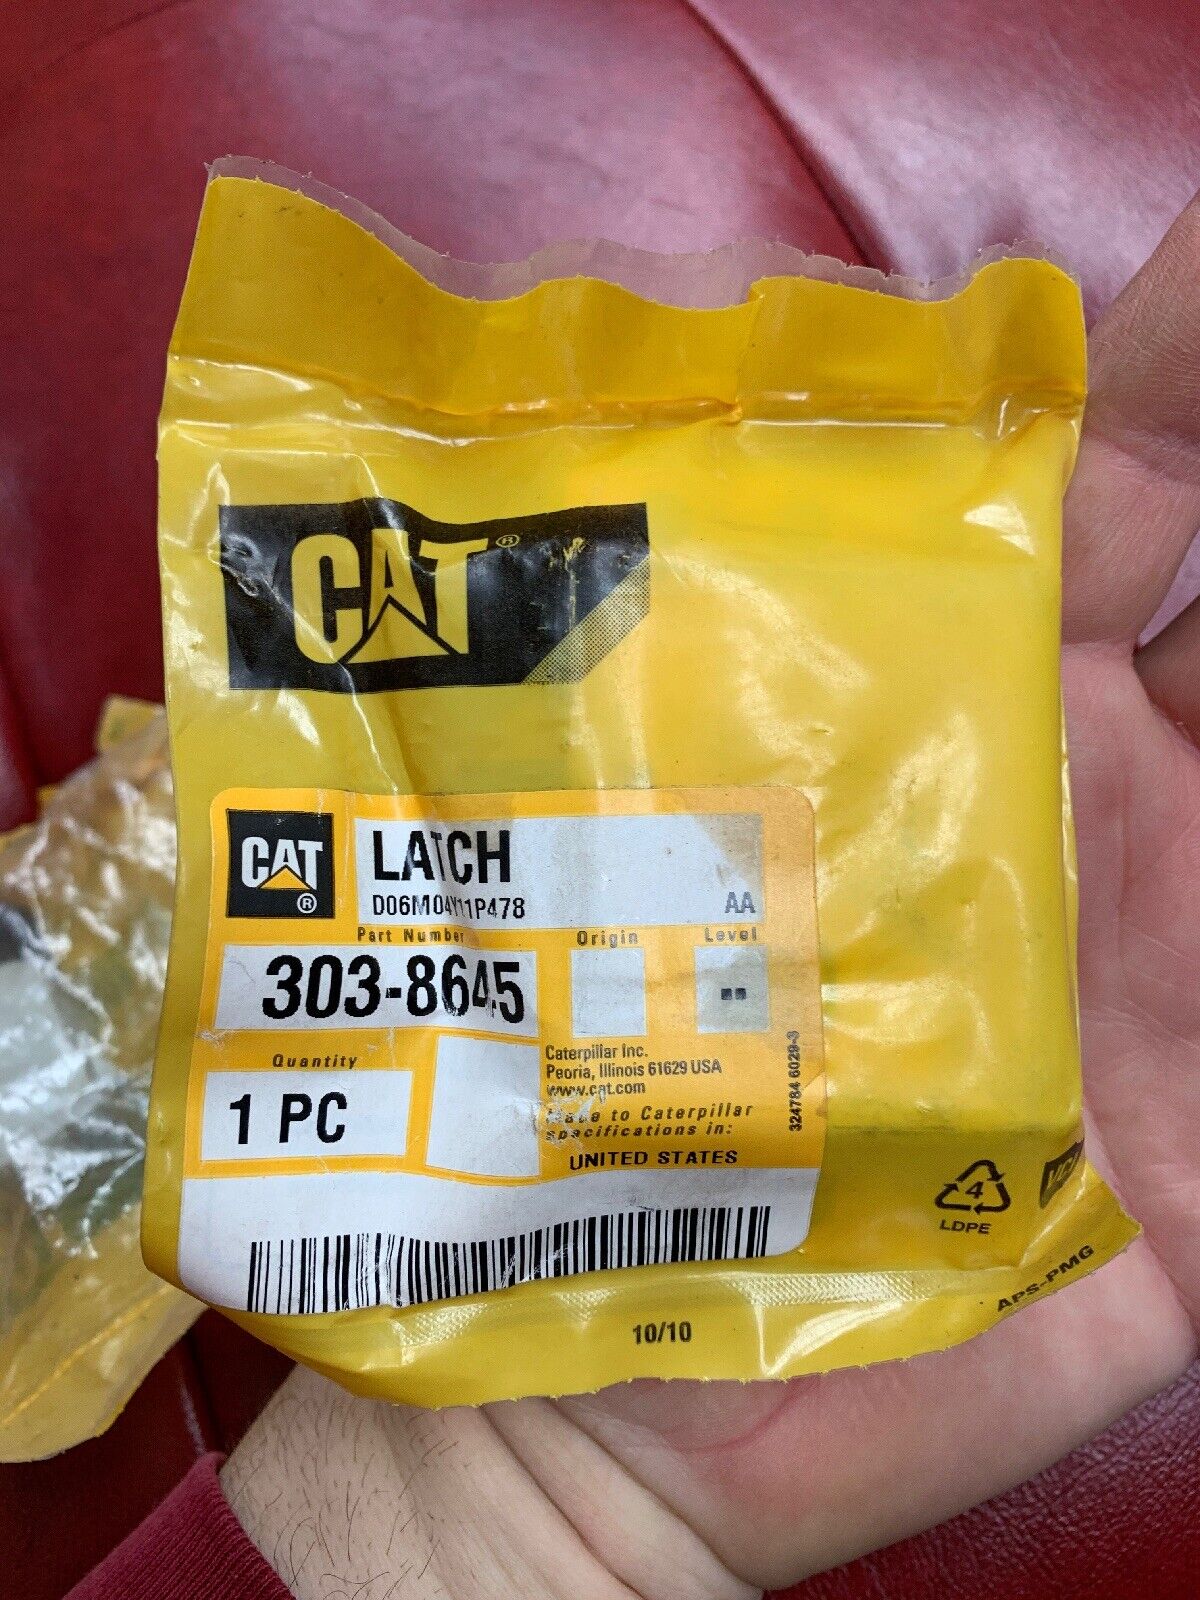 CAT®
CAT®
LATCH
D06M04Y11P478
AA
Part Number
Origin
Level
303-8645
--
Quantity
1 PC
Caterpillar Inc.
Peoria, Illinois 61629 USA
www.cat.com
Made to Caterpillar
specifications in:
UNITED STATES
324784 6029-3
4
LDPE
VCI
APS-PMG
10/10